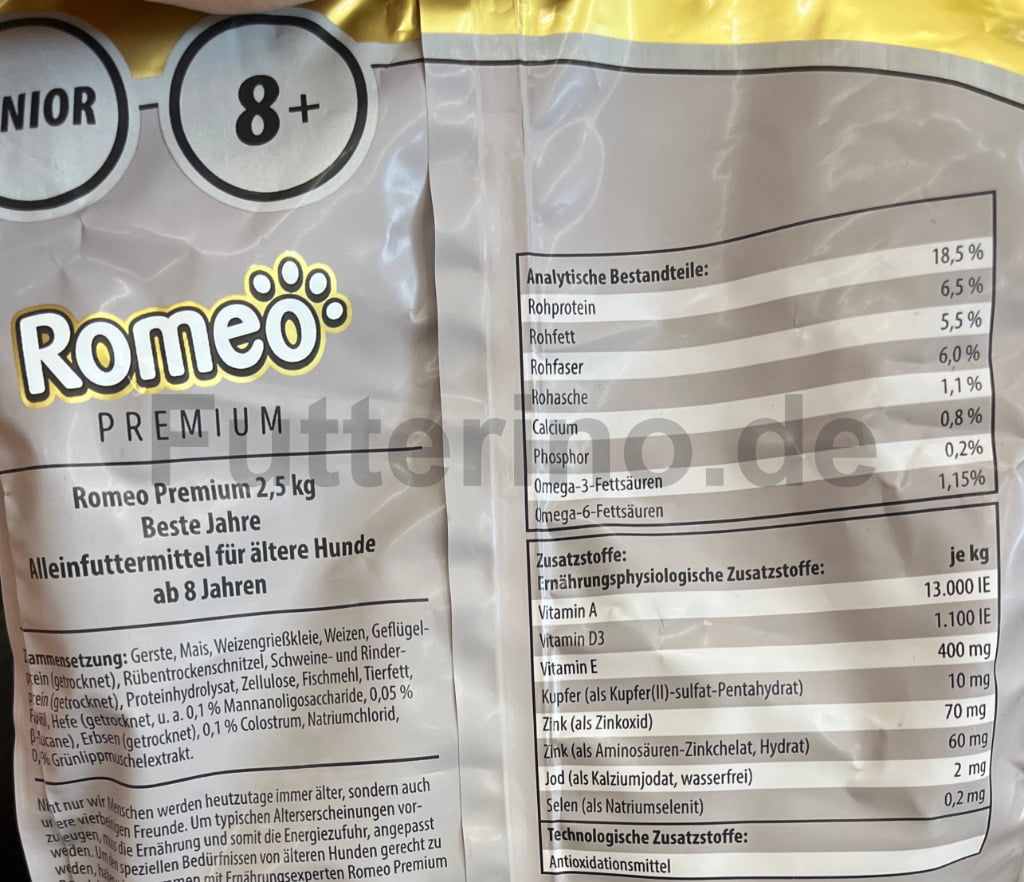 NIOR
8+
Romeo
PREMIUM
Romeo Premium 2,5 kg
Beste Jahre
Alleinfuttermittel für ältere Hunde
ab 8 Jahren
ammensetzung: Gerste, Mais, Weizengrießkleie, Weizen, Geflügel-
(getrocknet), Rübentrockenschnitzel, Schweine- und Rinder-
(getrocknet), Proteinhydrolysat, Zellulose, Fischmehl, Tierfett,
Hefe (getrocknet, u. a. 0,1 % Mannanoligosaccharide, 0,05 %
Erbsen (getrocknet), 0,1 % Colostrum, Natriumchlorid,
Grünlippmuschelextrakt.
nur wir Menschen werden heutzutage immer älter, sondern auch
Freunde. Um typischen Alterserscheinungen vor-
die Ernährung und somit die Energiezufuhr, angepasst
speziellen Bedürfnissen von älteren Hunden gerecht zu
mit Ernährungsexperten Romeo Premium
Analytische Bestandteile:
Rohprotein 18,5 %
Rohfett 6,5 %
Rohfaser 5,5 %
Rohasche 6,0 %
Calcium 1,1 %
Phosphor 0,8 %
Omega-3-Fettsäuren 0,2%
Omega-6-Fettsäuren 1,15%
Zusatzstoffe:
Ernährungsphysiologische Zusatzstoffe: je kg
Vitamin A 13.000 IE
Vitamin D3 1.100 IE
Vitamin E 400 mg
Kupfer (als Kupfer(II)-sulfat-Pentahydrat) 10 mg
Zink (als Zinkoxid) 70 mg
Zink (als Aminosäuren-Zinkchelat, Hydrat) 60 mg
Jod (als Kalziumjodat, wasserfrei) 2 mg
Selen (als Natriumselenit) 0,2 mg
Technologische Zusatzstoffe:
Antioxidationsmittel
Futterino.de